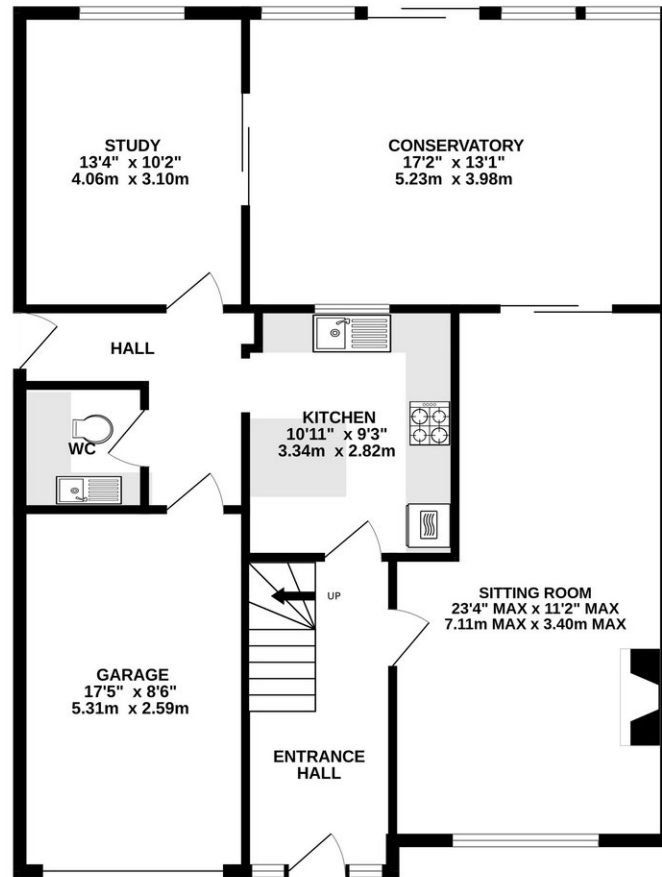 STUDY
13'4" x 10'2"
4.06m x 3.10m
CONSERVATORY
17'2" x 13'1"
5.23m x 3.98m
HALL
WC
KITCHEN
10'11" x 9'3"
3.34m x 2.82m
UP
SITTING ROOM
23'4" MAX x 11'2" MAX
7.11m MAX x 3.40m MAX
GARAGE
17'5" x 8'6"
5.31m x 2.59m
ENTRANCE
HALL